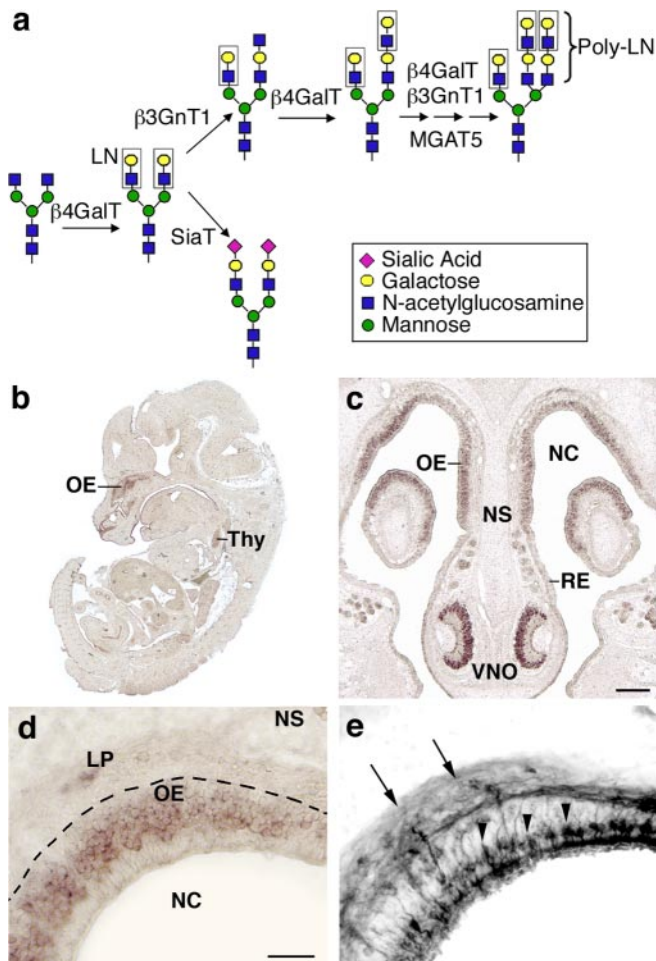 a
β3GnT1
β4GalT
β4GalT
β3GnT1
MGAT5
Poly-LN
LN
β4GalT
SiaT
Sialic Acid
Galactose
N-acetylglucosamine
Mannose
b
OE
Thy
c
OE
NC
NS
RE
VNO
d
NS
LP
OE
NC
e